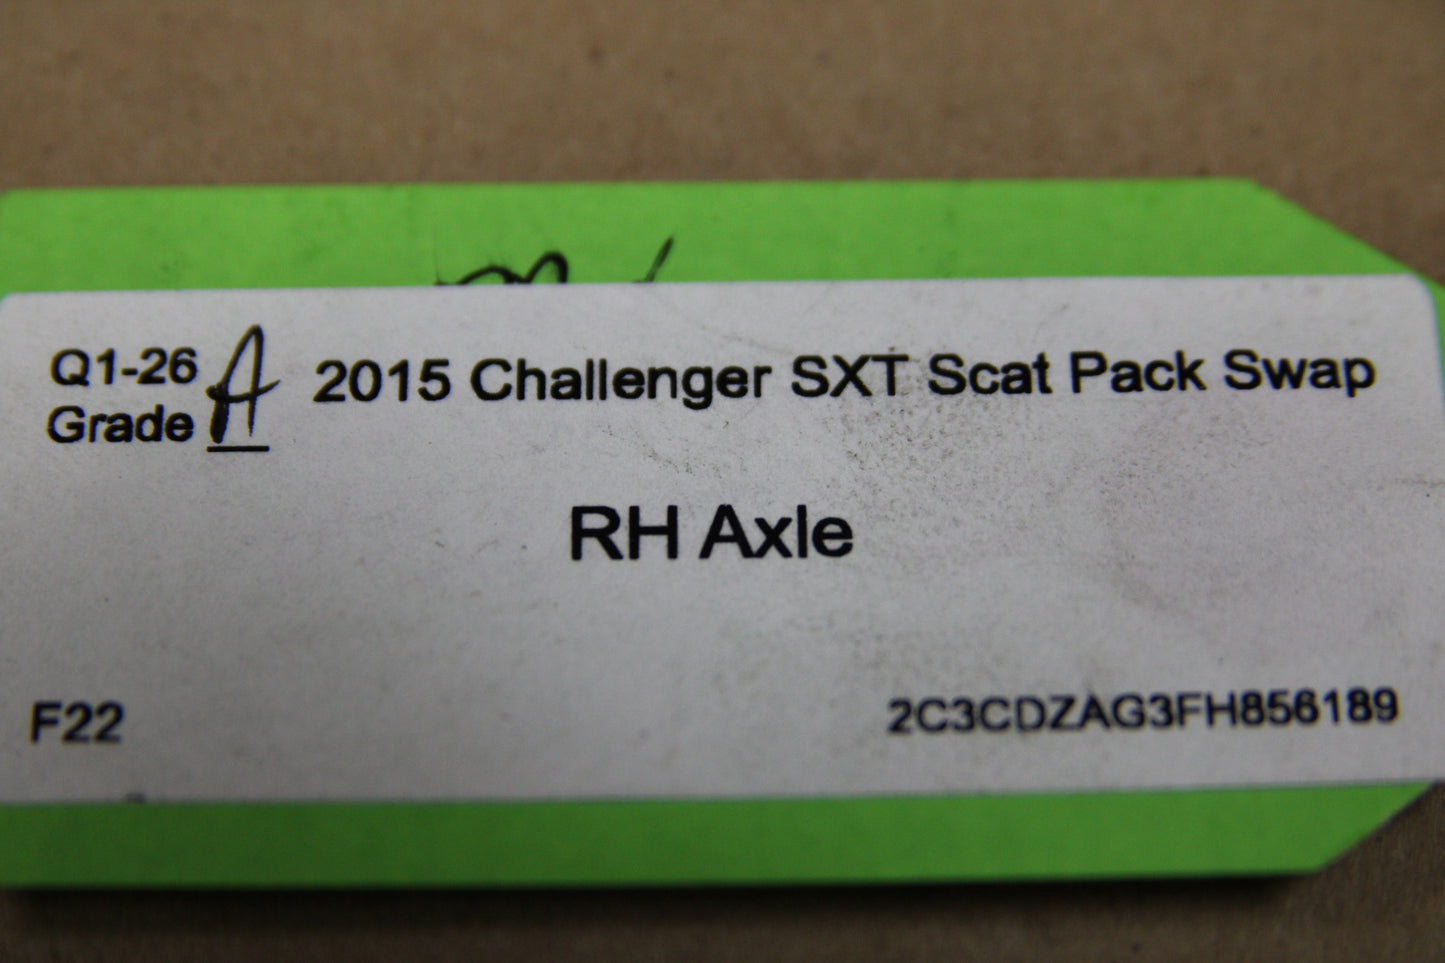 Q1-26
Grade A
2015 Challenger SXT Scat Pack Swap
RH Axle
F22
2C3CDZAG3FH856189